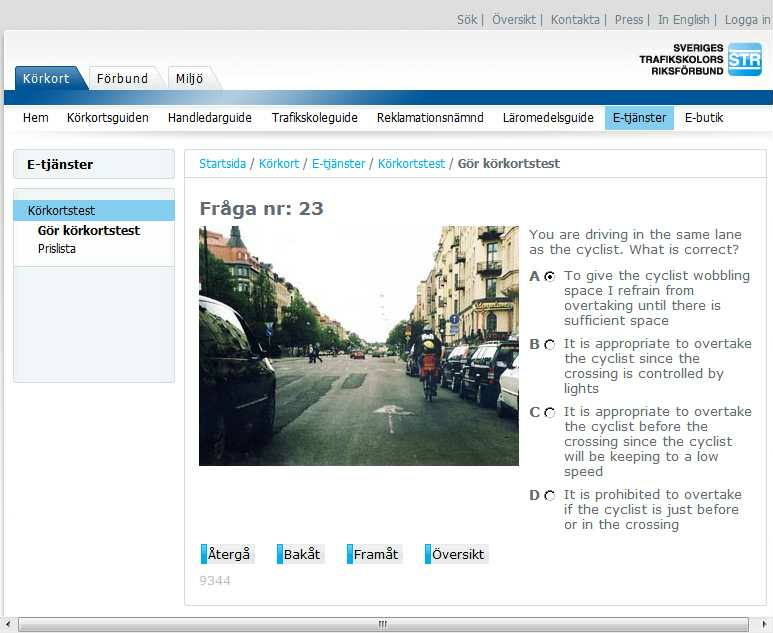 Sök | Översikt | Kontakta | Press | In English | Logga in
SVERIGES
TRAFIKSKOLORS
RIKSFÖRBUND
STR
Körkort Förbund Miljö
Hem Körkortsguiden Handledarguide Trafikskoleguide Reklamationsnämnd Läromedelsguide E-tjänster E-butik
E-tjänster
Körkortstest
Gör körkortstest
Prislista
Startsida / Körkort / E-tjänster / Körkortstest / Gör körkortstest
Fråga nr: 23
You are driving in the same lane
as the cyclist. What is correct?
A To give the cyclist wobbling
space I refrain from
overtaking until there is
sufficient space
B It is appropriate to overtake
the cyclist since the
crossing is controlled by
lights
C It is appropriate to overtake
the cyclist before the
crossing since the cyclist
will be keeping to a low
speed
D It is prohibited to overtake
if the cyclist is just before
or in the crossing
Återgå Bakåt Framåt Översikt
9344